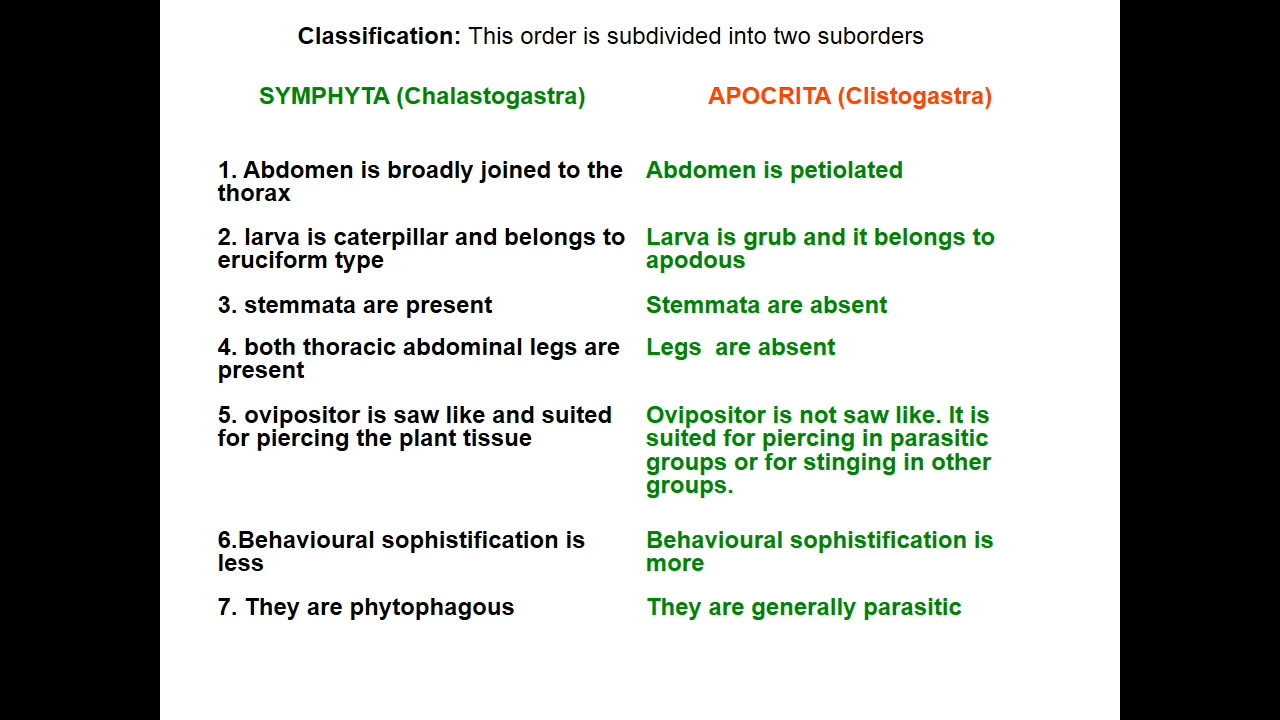 Classification: This order is subdivided into two suborders
SYMPHYTA (Chalastogastra)
APOCRITA (Clistogastra)
1. Abdomen is broadly joined to the
thorax
Abdomen is petiolated
2. larva is caterpillar and belongs to
eruciform type
Larva is grub and it belongs to
apodous
3. stemmata are present
Stemmata are absent
4. both thoracic abdominal legs are
present
Legs  are absent
5. ovipositor is saw like and suited
for piercing the plant tissue
Ovipositor is not saw like. It is
suited for piercing in parasitic
groups or for stinging in other
groups.
6.Behavioural sophistification is
less
Behavioural sophistification is
more
7. They are phytophagous
They are generally parasitic